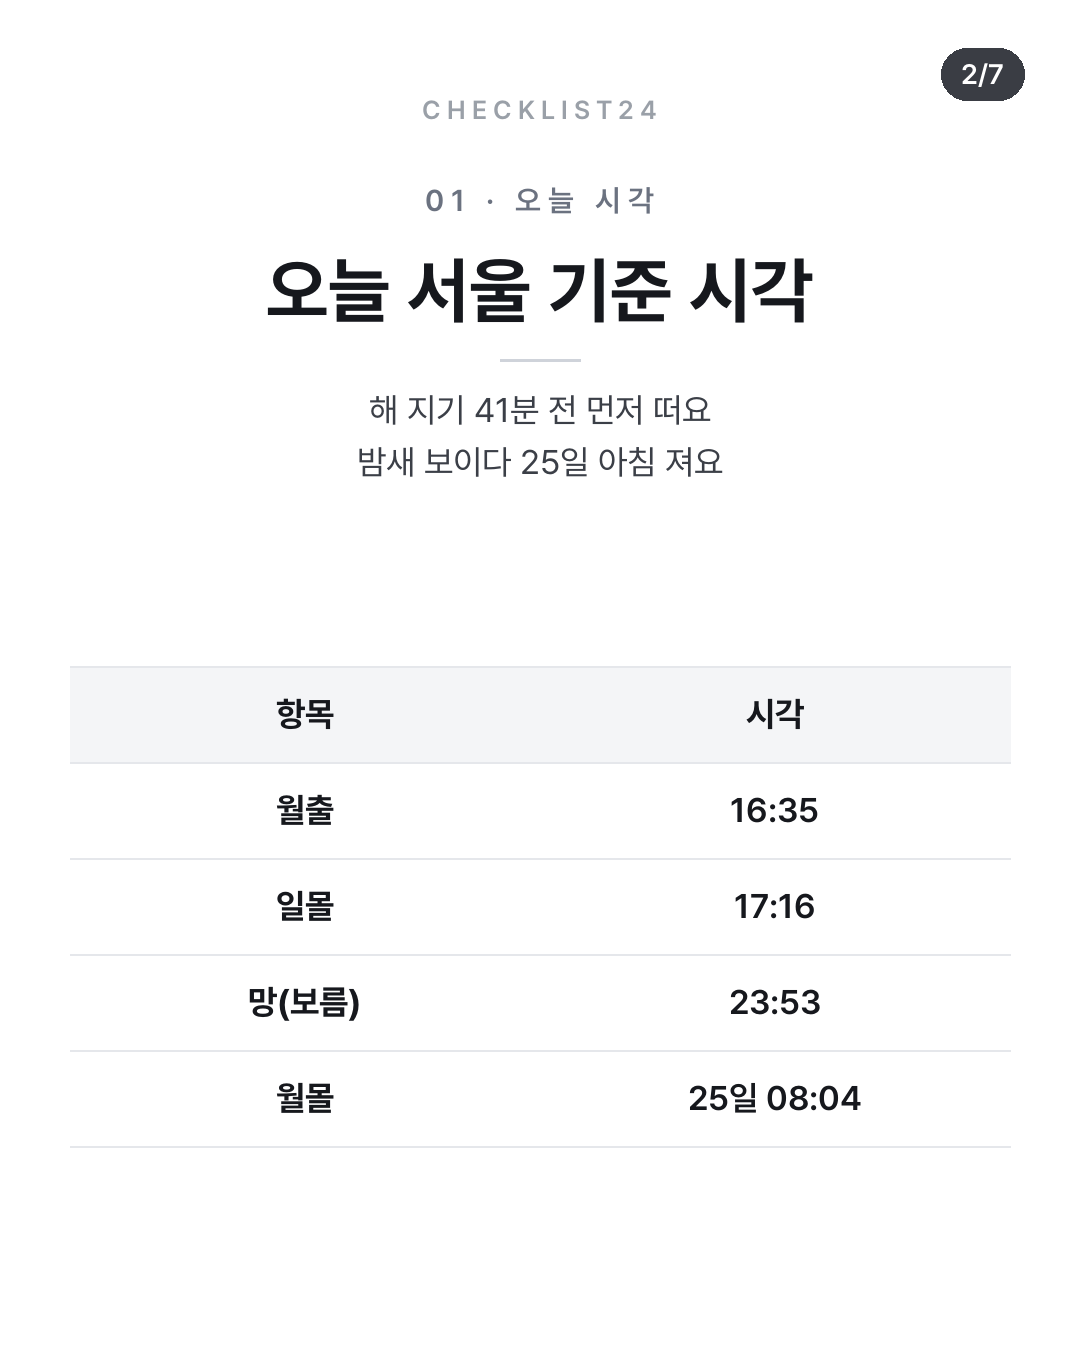 2/7
CHECKLIST24
01 · 오늘 시각
오늘 서울 기준 시각
해 지기 41분 전 먼저 떠요
밤새 보이다 25일 아침 져요
항목 시각
월출 16:35
일몰 17:16
망(보름) 23:53
월몰 25일 08:04